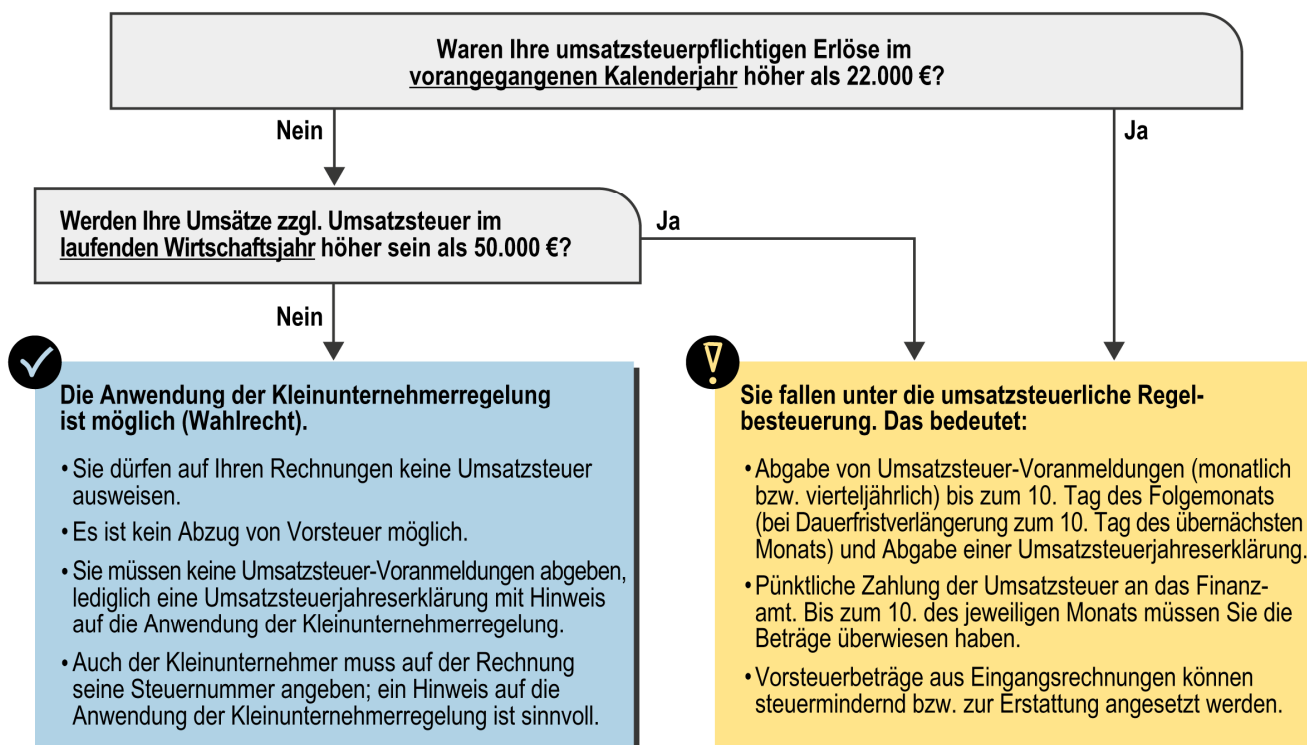 Waren Ihre umsatzsteuerpflichtigen Erlöse im
vorangegangenen Kalenderjahr höher als 22.000 €?
Nein
Ja
Werden Ihre Umsätze zzgl. Umsatzsteuer im
laufenden Wirtschaftsjahr höher sein als 50.000 €?
Ja
Nein
Die Anwendung der Kleinunternehmerregelung
ist möglich (Wahlrecht).
• Sie dürfen auf Ihren Rechnungen keine Umsatzsteuer
ausweisen.
• Es ist kein Abzug von Vorsteuer möglich.
• Sie müssen keine Umsatzsteuer-Voranmeldungen abgeben,
lediglich eine Umsatzsteuerjahreserklärung mit Hinweis
auf die Anwendung der Kleinunternehmerregelung.
• Auch der Kleinunternehmer muss auf der Rechnung
seine Steuernummer angeben; ein Hinweis auf die
Anwendung der Kleinunternehmerregelung ist sinnvoll.
Sie fallen unter die umsatzsteuerliche Regel-
besteuerung. Das bedeutet:
• Abgabe von Umsatzsteuer-Voranmeldungen (monatlich
bzw. vierteljährlich) bis zum 10. Tag des Folgemonats
(bei Dauerfristverlängerung zum 10. Tag des übernächsten
Monats) und Abgabe einer Umsatzsteuerjahreserklärung.
• Pünktliche Zahlung der Umsatzsteuer an das Finanz-
amt. Bis zum 10. des jeweiligen Monats müssen Sie die
Beträge überwiesen haben.
• Vorsteuerbeträge aus Eingangsrechnungen können
steuermindernd bzw. zur Erstattung angesetzt werden.